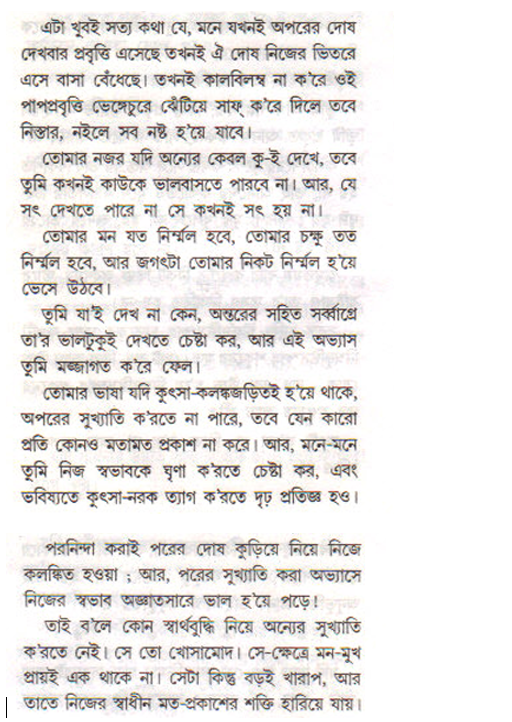 এটা খুবই সত্য কথা যে, মনে যখনই অপরের দোষ
দেখবার প্রবৃত্তি এসেছে তখনই ঐ দোষ নিজের ভিতরে
এসে বাসা বেঁধেছে। তখনই কালবিলম্ব না ক'রে ওই
পাপপ্রবৃত্তি ভেঙ্গেচুরে ঝেঁটিয়ে সাফ্ ক'রে দিলে তবে
নিস্তার, নইলে সব নষ্ট হ'য়ে যাবে।
তোমার নজর যদি অন্যের কেবল কু-ই দেখে, তবে
তুমি কখনই কাউকে ভালবাসতে পারবে না। আর, যে
সৎ দেখতে পারে না সে কখনই সৎ হয় না।
তোমার মন যত নির্ম্মল হবে, তোমার চক্ষু তত
নির্ম্মল হবে, আর জগৎটা তোমার নিকট নির্ম্মল হ'য়ে
ভেসে উঠবে।
তুমি যা'ই দেখ না কেন, অন্তরের সহিত সর্ব্বাগ্রে
তা'র ভালটুকুই দেখতে চেষ্টা কর, আর এই অভ্যাস
তুমি মজ্জাগত ক'রে ফেল।
তোমার ভাষা যদি কুৎসা-কলঙ্কজড়িতই হ'য়ে থাকে,
অপরের সুখ্যাতি ক'রতে না পারে, তবে যেন কারো
প্রতি কোনও মতামত প্রকাশ না করে। আর, মনে-মনে
তুমি নিজ স্বভাবকে ঘৃণা ক'রতে চেষ্টা কর, এবং
ভবিষ্যতে কুৎসা-নরক ত্যাগ ক'রতে দৃঢ় প্রতিজ্ঞ হও।
পরনিন্দা করাই পরের দোষ কুড়িয়ে নিয়ে নিজে
কলঙ্কিত হওয়া ; আর, পরের সুখ্যাতি করা অভ্যাসে
নিজের স্বভাব অজ্ঞাতসারে ভাল হ'য়ে পড়ে!
তাই ব'লে কোন স্বার্থবুদ্ধি নিয়ে অন্যের সুখ্যাতি
ক'রতে নেই। সে তো খোসামোদ। সে-ক্ষেত্রে মন-মুখ
প্রায়ই এক থাকে না। সেটা কিন্তু বড়ই খারাপ, আর
তাতে নিজের স্বাধীন মত-প্রকাশের শক্তি হারিয়ে যায়।